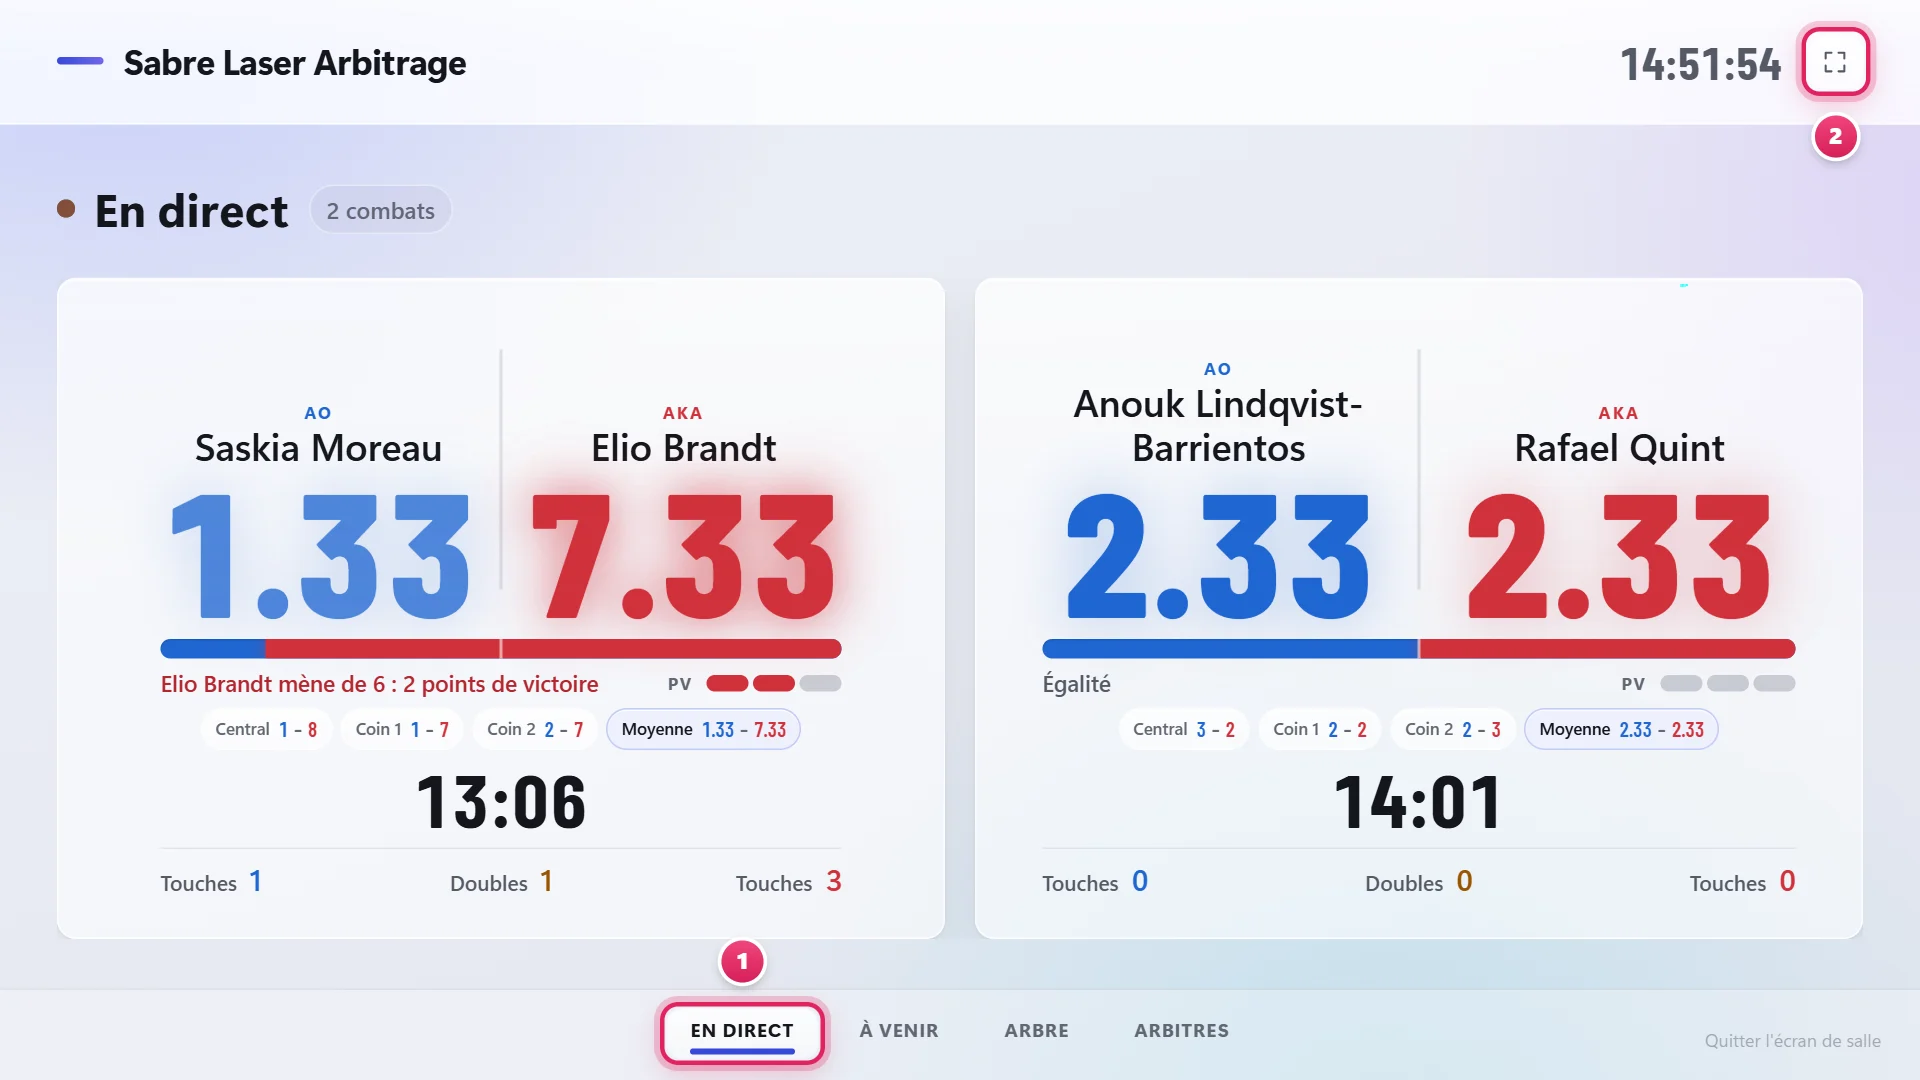 Sabre Laser Arbitrage
14:51:54
2
En direct
2 combats
AO
Saskia Moreau
1.33
AKA
Elio Brandt
7.33
Elio Brandt mène de 6 : 2 points de victoire
PV
Central 1 - 8
Coin 1 1 - 7
Coin 2 2 - 7
Moyenne 1.33 - 7.33
13:06
Touches 1
Doubles 1
Touches 3
AO
Anouk Lindqvist-
Barrientos
2.33
AKA
Rafael Quint
2.33
Égalité
PV
Central 3 - 2
Coin 1 2 - 2
Coin 2 2 - 3
Moyenne 2.33 - 2.33
14:01
Touches 0
Doubles 0
Touches 0
1
EN DIRECT
À VENIR
ARBRE
ARBITRES
Quitter l'écran de salle